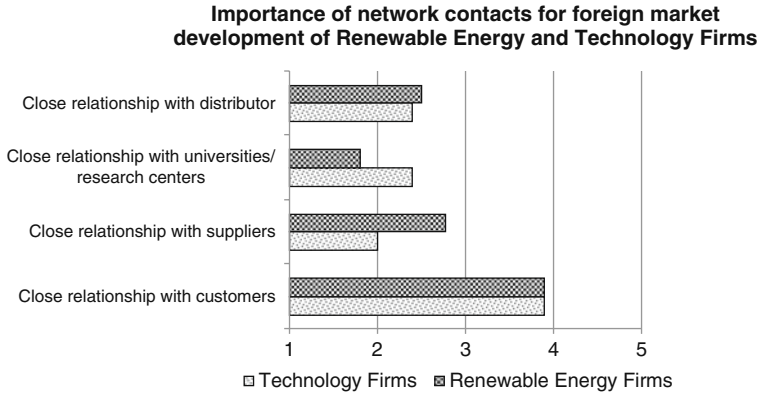 Importance of network contacts for foreign market
development of Renewable Energy and Technology Firms
Close relationship with distributor
Close relationship with universities/
research centers
Close relationship with suppliers
Close relationship with customers
1 2 3 4 5
Technology Firms Renewable Energy Firms